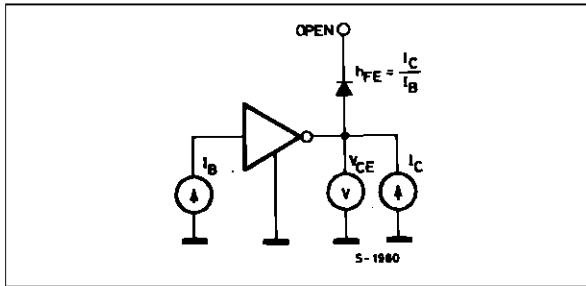 OPEN
hFE = IC
IB
IB
VCE
IC
V
S-1980